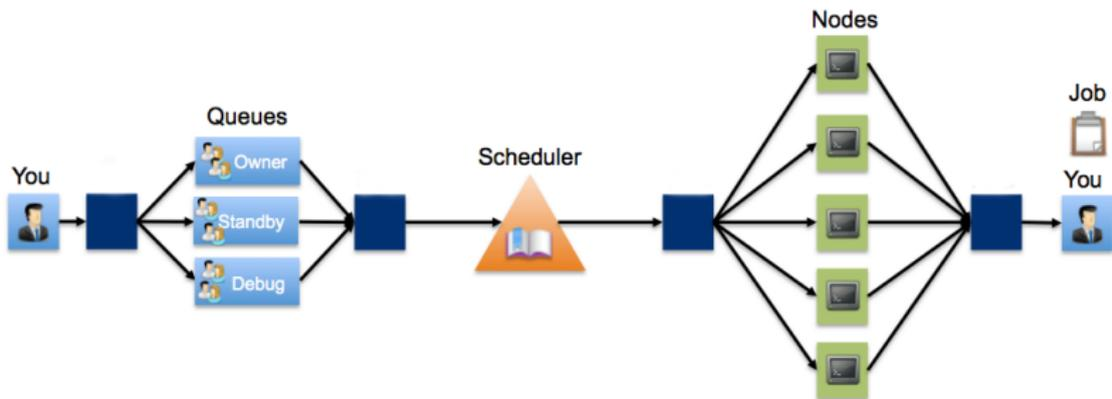 You
Queues
Owner
Standby
Debug
Scheduler
Nodes
Job
You